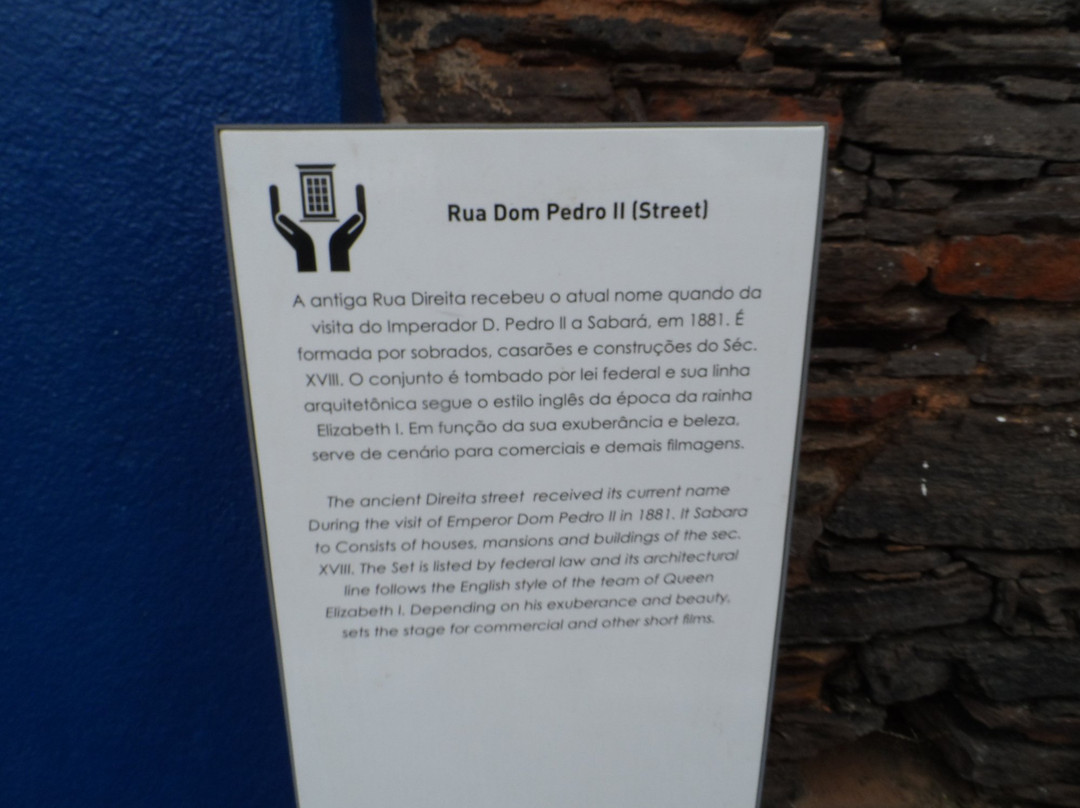 Rua Dom Pedro II (Street)
A antiga Rua Direita recebeu o atual nome quando da
visita do Imperador D. Pedro II a Sabará, em 1881. É
formada por sobrados, casarões e construções do Séc.
XVIII. O conjunto é tombado por lei federal e sua linha
arquitetônica segue o estilo inglês da época da rainha
Elizabeth I. Em função da sua exuberância e beleza,
serve de cenário para comerciais e demais filmagens.
The ancient Direita street received its current name
During the visit of Emperor Dom Pedro II in 1881. It Sabara
to Consists of houses, mansions and buildings of the sec.
XVIII. The Set is listed by federal law and its architectural
line follows the English style of the team of Queen
Elizabeth I. Depending on his exuberance and beauty,
sets the stage for commercial and other short films.